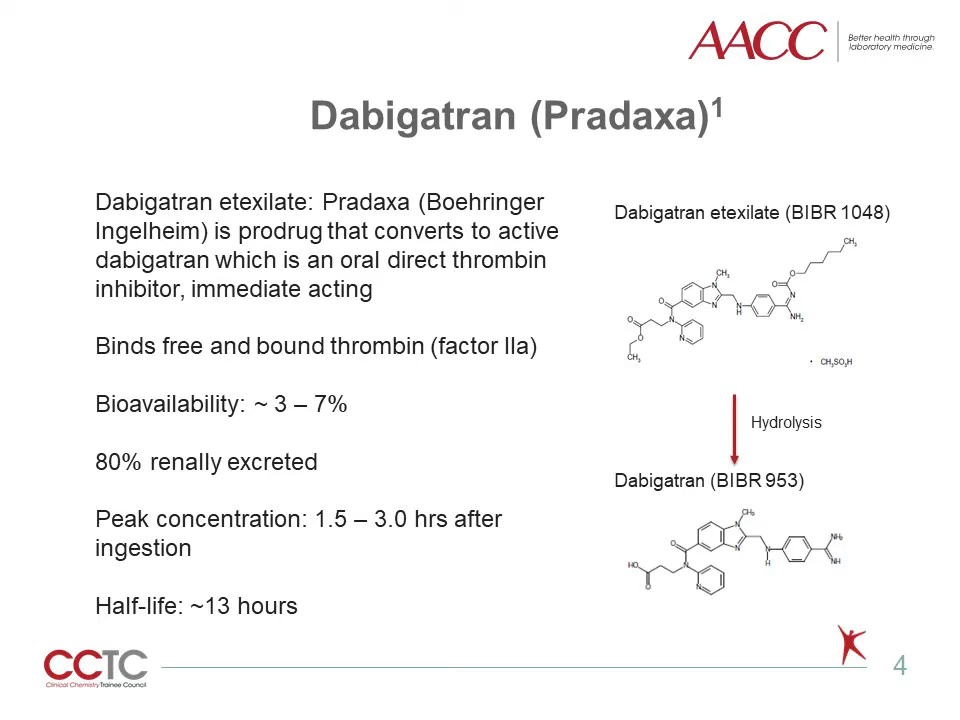 AACC
Better health through
laboratory medicine.
Dabigatran (Pradaxa)1
Dabigatran etexilate: Pradaxa (Boehringer
Ingelheim) is prodrug that converts to active
dabigatran which is an oral direct thrombin
inhibitor, immediate acting
Binds free and bound thrombin (factor IIa)
Bioavailability: ~ 3 – 7%
80% renally excreted
Peak concentration: 1.5 – 3.0 hrs after
ingestion
Half-life: ~13 hours
Dabigatran etexilate (BIBR 1048)
CH3
O
O
N
NH2
CH3
N
N
N
H
O
N
N
O
O
CH3
• CH3SO3H
Hydrolysis
Dabigatran (BIBR 953)
CH3
N
N
N
H
NH2
NH
O
N
N
HO
O
CCTC
Clinical Chemistry Trainee Council
4